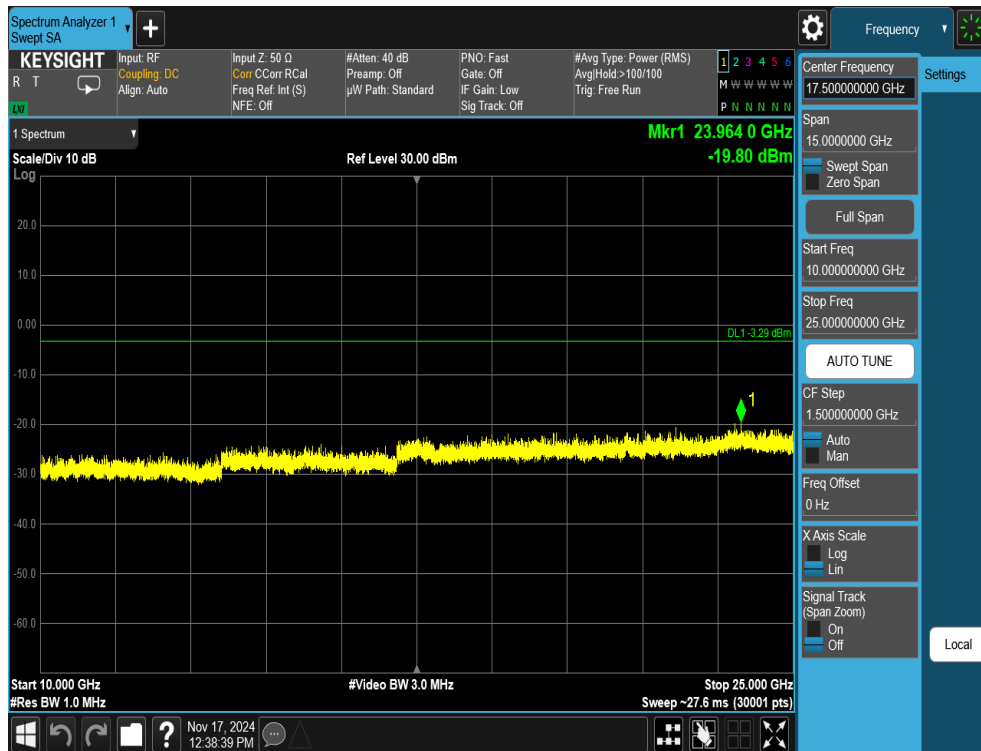 Spectrum Analyzer 1
Swept SA
+
Frequency
KEYSIGHT
R T
LXI
Input: RF
Coupling: DC
Align: Auto
Input Z: 50 Ω
Corr CCorr RCal
Freq Ref: Int (S)
NFE: Off
#Atten: 40 dB
Preamp: Off
µW Path: Standard
PNO: Fast
Gate: Off
IF Gain: Low
Sig Track: Off
#Avg Type: Power (RMS)
Avg|Hold:>100/100
Trig: Free Run
1 2 3 4 5 6
M W W W W W
P N N N N N
1 Spectrum
Mkr1 23.964 0 GHz
Scale/Div 10 dB
Ref Level 30.00 dBm
-19.80 dBm
Log
20.0
10.0
0.00
DL1 -3.29 dBm
-10.0
1
-20.0
-30.0
-40.0
-50.0
-60.0
Start 10.000 GHz
#Video BW 3.0 MHz
Stop 25.000 GHz
#Res BW 1.0 MHz
Sweep ~27.6 ms (30001 pts)
Center Frequency
17.500000000 GHz
Settings
Span
15.0000000 GHz
Swept Span
Zero Span
Full Span
Start Freq
10.000000000 GHz
Stop Freq
25.000000000 GHz
AUTO TUNE
CF Step
1.500000000 GHz
Auto
Man
Freq Offset
0 Hz
X Axis Scale
Log
Lin
Signal Track
(Span Zoom)
On
Off
Local
?
Nov 17, 2024
12:38:39 PM